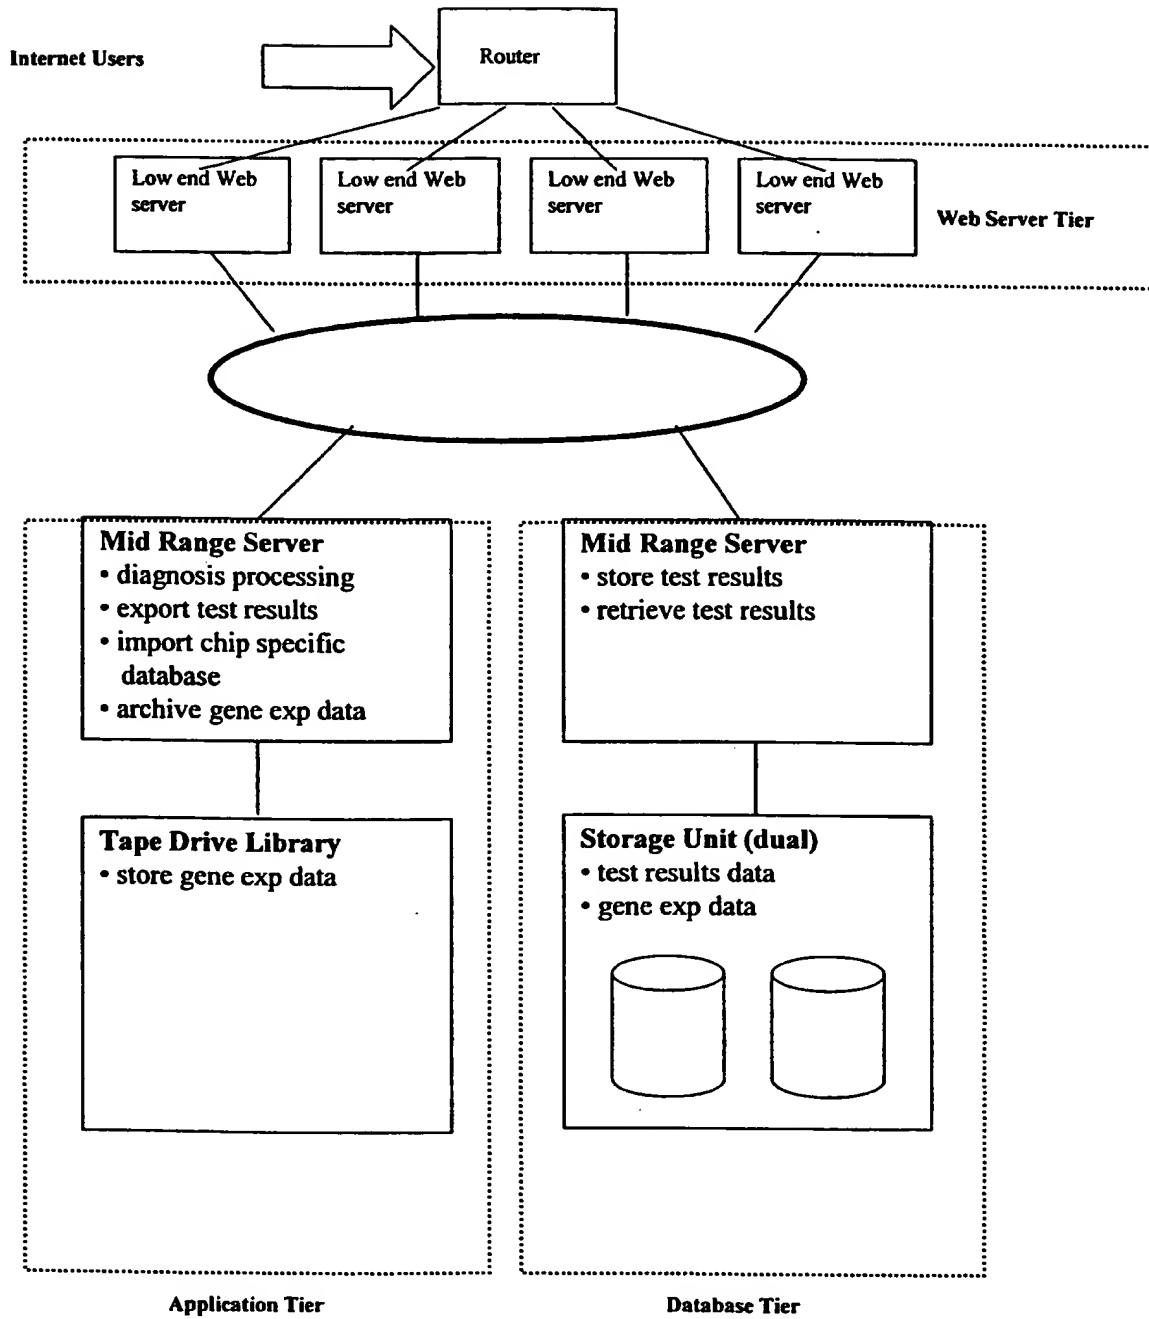 Internet Users
Router
Low end Web
server
Low end Web
server
Low end Web
server
Low end Web
server
Web Server Tier
Mid Range Server
• diagnosis processing
• export test results
• import chip specific
database
• archive gene exp data
Mid Range Server
• store test results
• retrieve test results
Tape Drive Library
• store gene exp data
Storage Unit (dual)
• test results data
• gene exp data
Application Tier
Database Tier